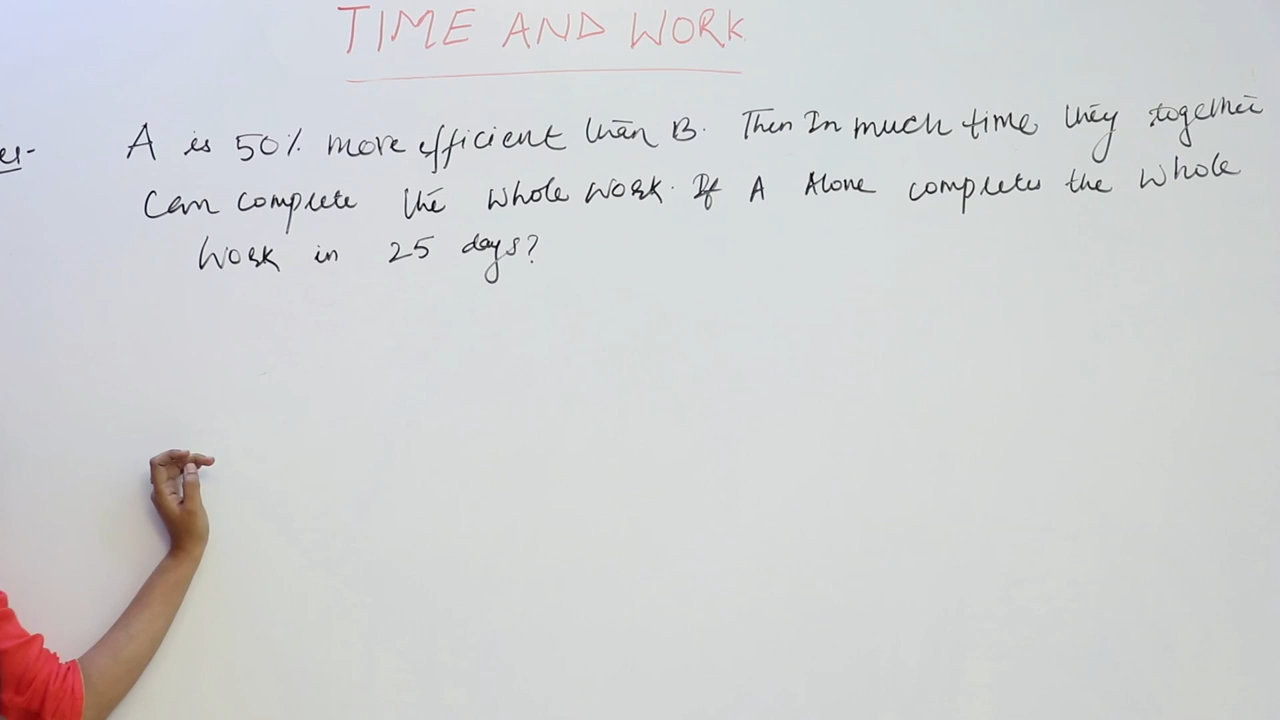 TIME AND WORK
A is 50% more efficient than B. Then In much time they together
Can complete the whole work. If A Alone completes the whole
work in 25 days?